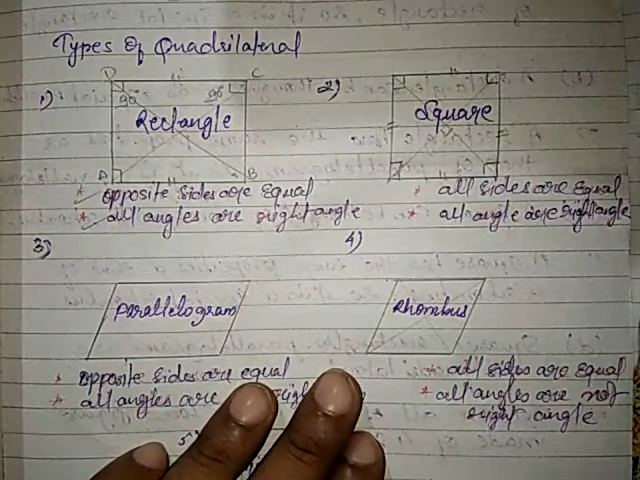 Types of Quadrilateral
1) D C 90° 90° Rectangle A B
* opposite sides are equal
* all angles are right angle
2) Square
* all sides are equal
* all angle are right angle
3) Parallelogram
* opposite sides are equal
* all angles are
4) Rhombus
* all sides are equal
* all angles are not
right angle